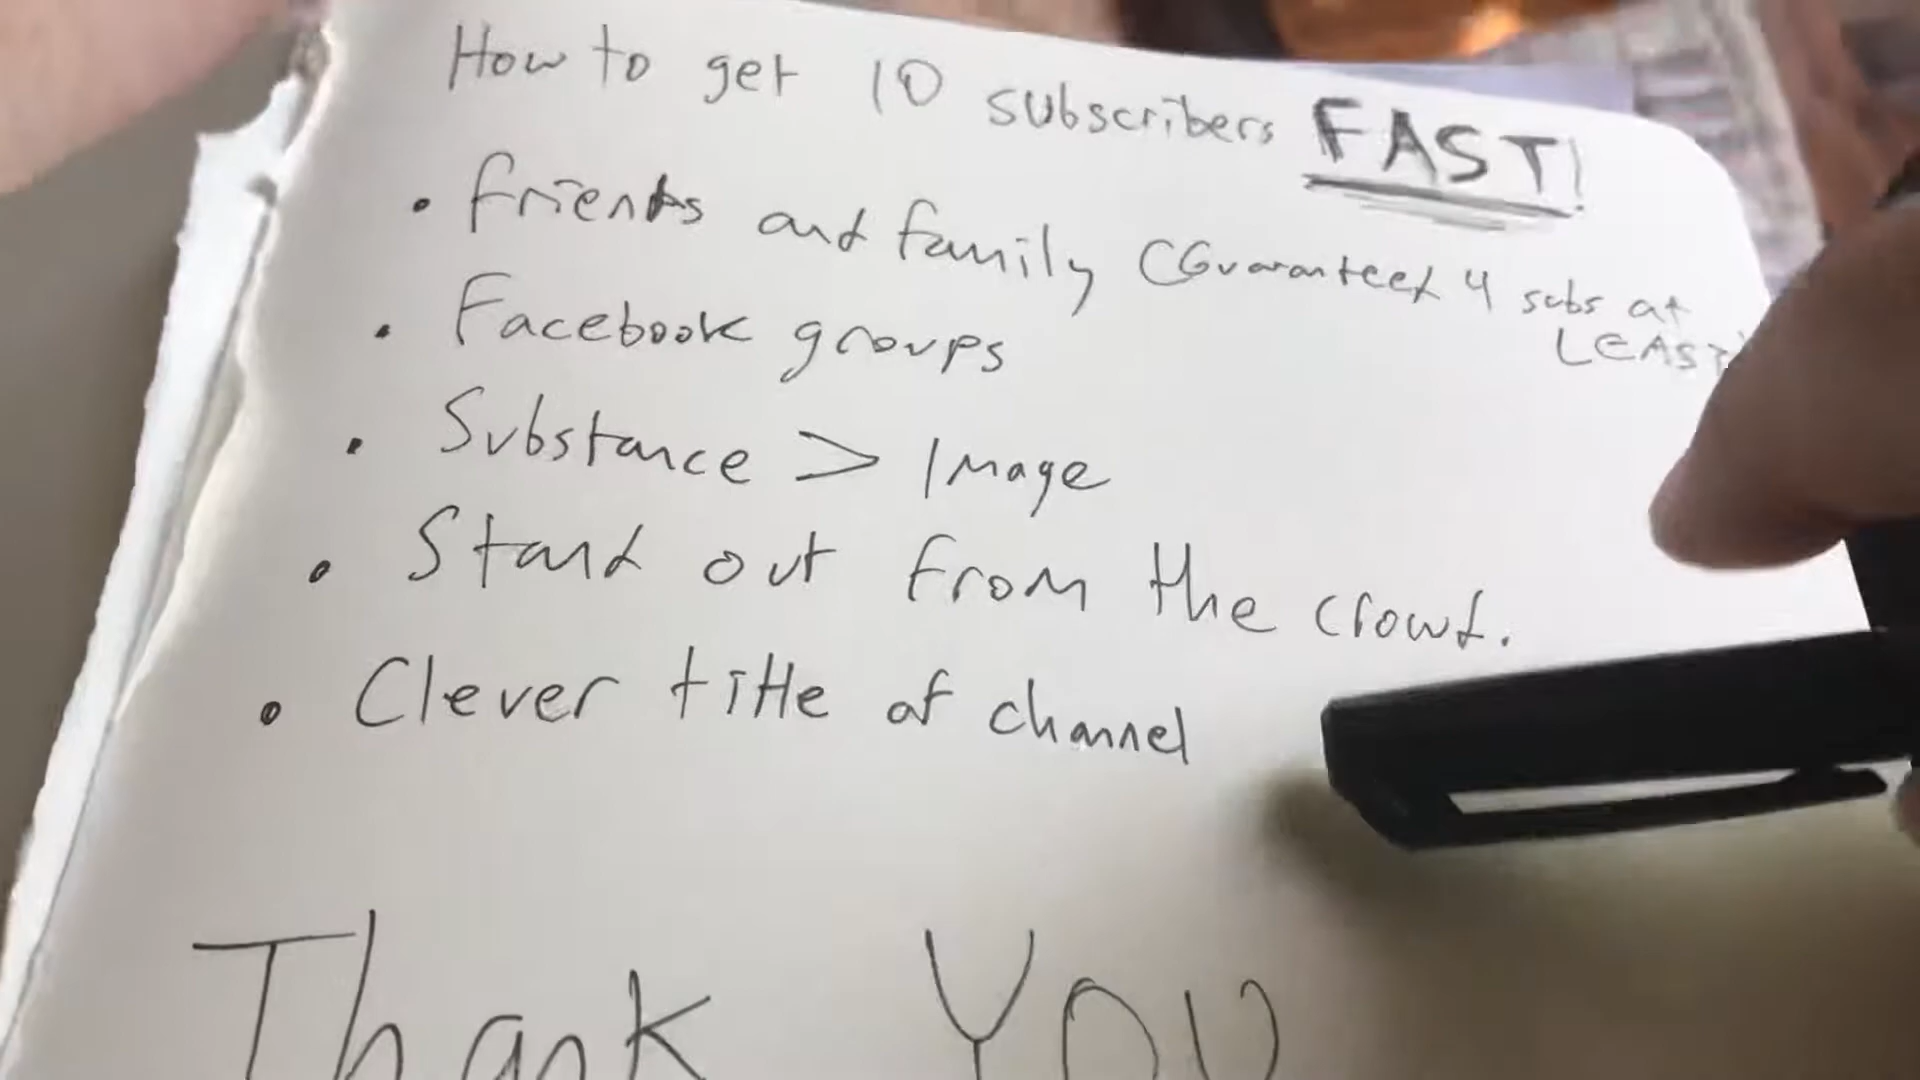 How to get 10 subscribers FAST!
• friends and family (Guaranteed 4 subs at
LEAST
• Facebook groups
• Substance > Image
• Stand out from the crowd.
• Clever title of channel
Thank You